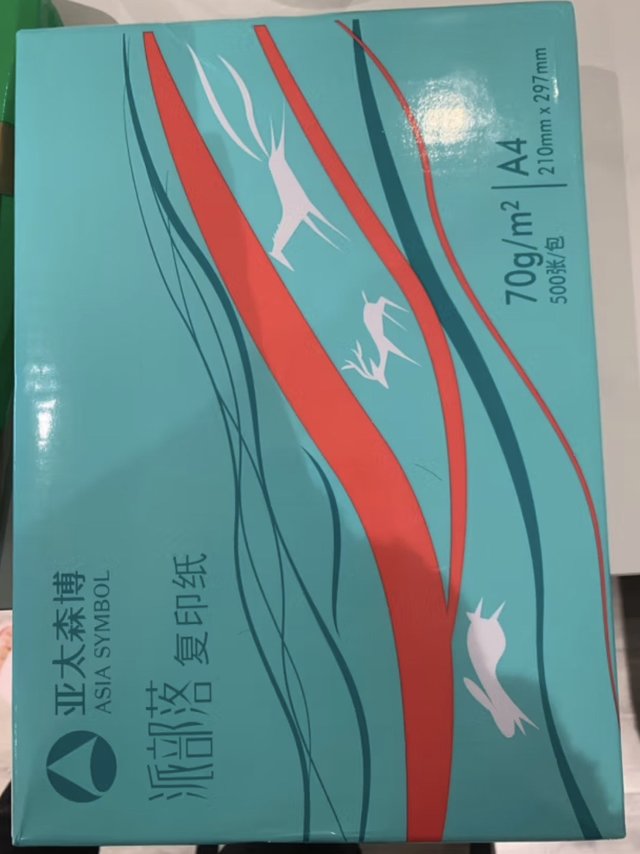 亚太森博
ASIA SYMBOL
派部落 复印纸
70g/m² | A4
500张/包 210mm x 297mm